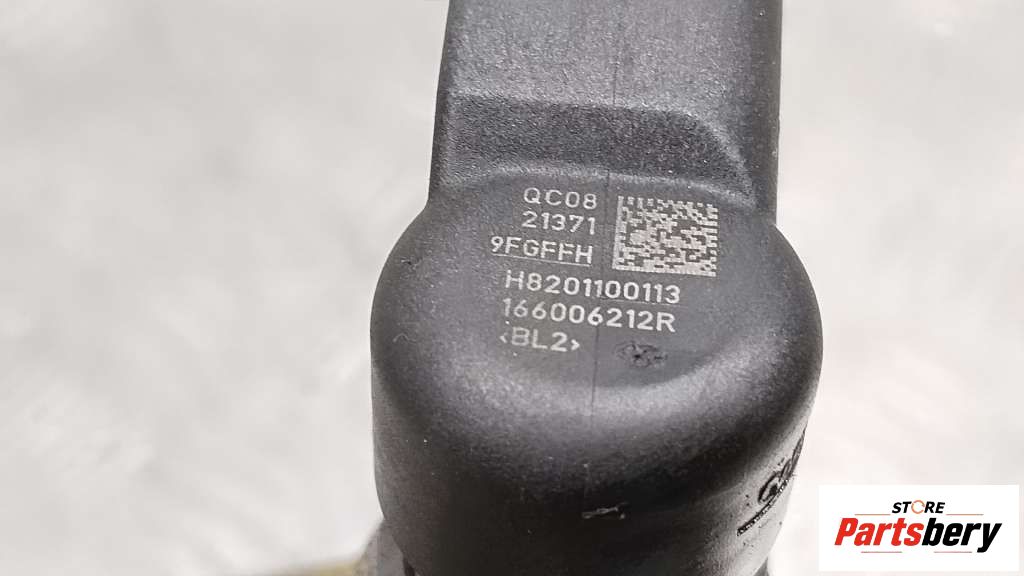 QC08
21371
9FGFFH
H8201100113
166006212R
<BL2>
STORE
Partsbery